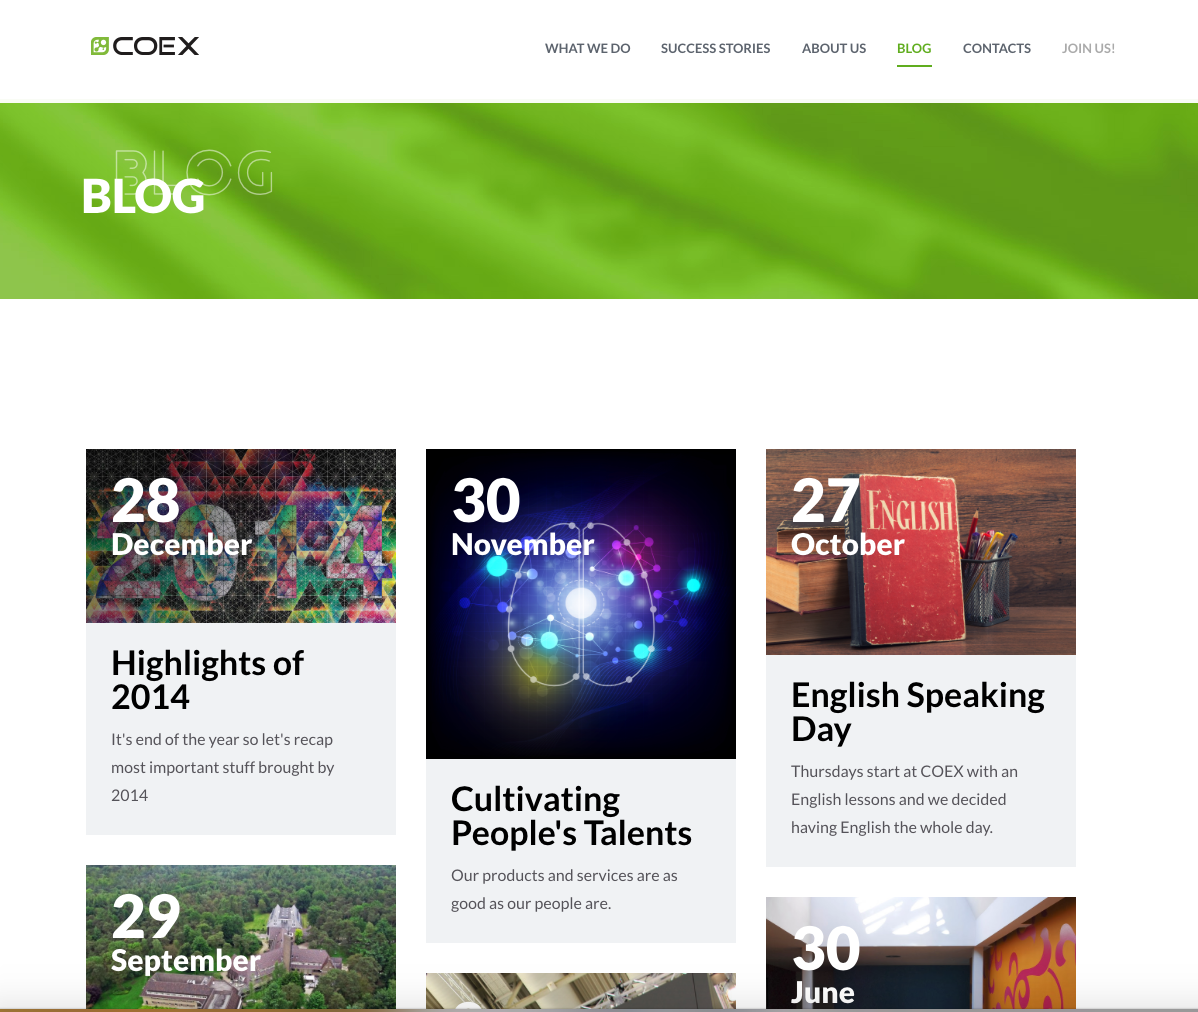 COEX
WHAT WE DO
SUCCESS STORIES
ABOUT US
BLOG
CONTACTS
JOIN US!
BLOG
BLOG
28
December
2014
Highlights of
2014
It's end of the year so let's recap
most important stuff brought by
2014
30
November
Cultivating
People's Talents
Our products and services are as
good as our people are.
27
October
ENGLISH
English Speaking
Day
Thursdays start at COEX with an
English lessons and we decided
having English the whole day.
29
September
30
June